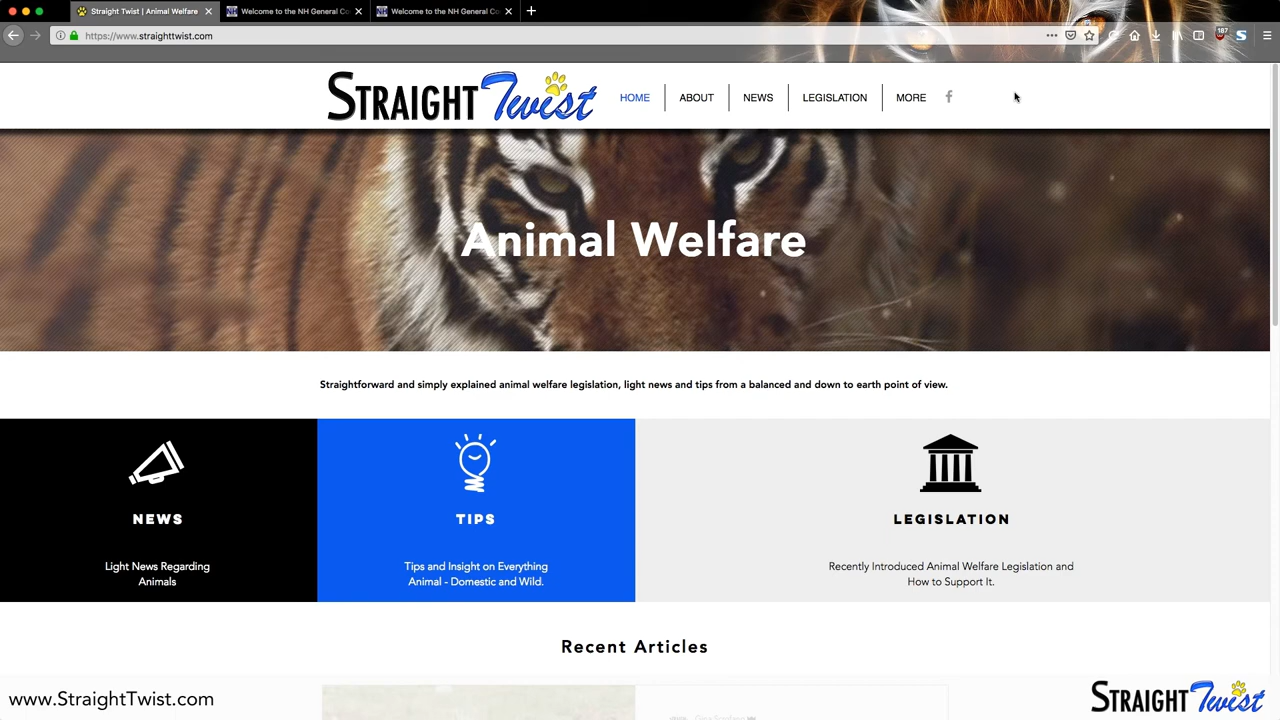 Straight Twist | Animal Welfare
Welcome to the NH General Co
Welcome to the NH General Co
https://www.straighttwist.com
187
STRAIGHT Twist
HOME
ABOUT
NEWS
LEGISLATION
MORE
Animal Welfare
Straightforward and simply explained animal welfare legislation, light news and tips from a balanced and down to earth point of view.
NEWS
Light News Regarding
Animals
TIPS
Tips and Insight on Everything
Animal - Domestic and Wild.
LEGISLATION
Recently Introduced Animal Welfare Legislation and
How to Support It.
Recent Articles
www.StraightTwist.com
STRAIGHT Twist